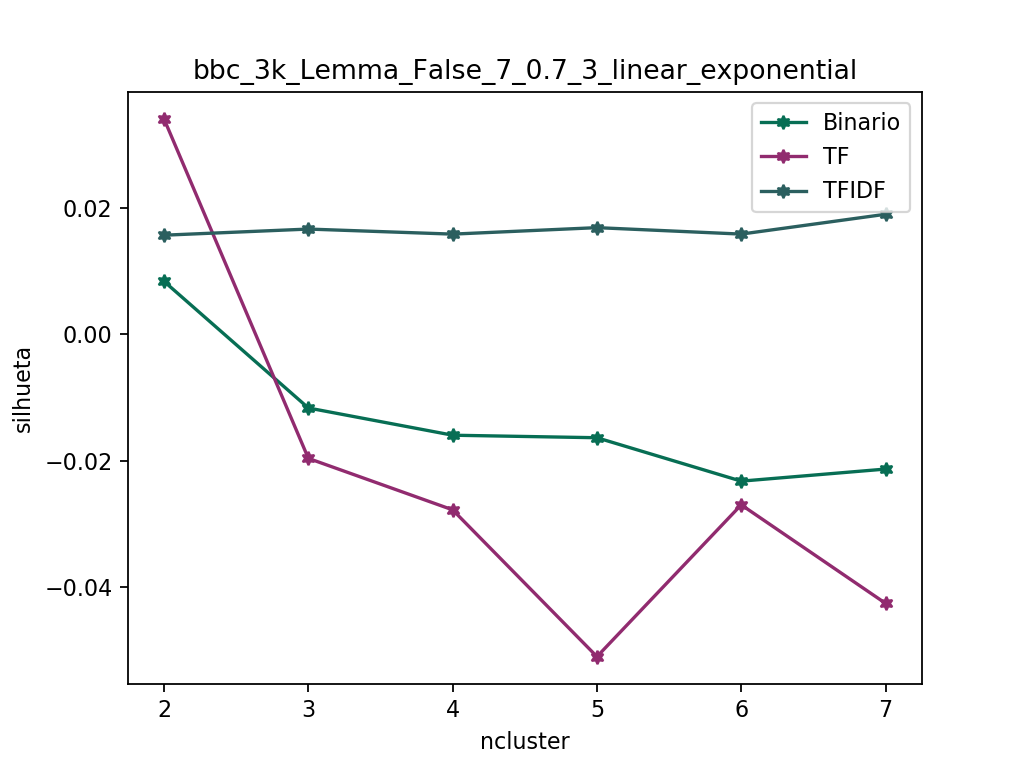 bbc_3k_Lemma_False_7_0.7_3_linear_exponential
Binario
TF
TFIDF
0.02
0.00
−0.02
−0.04
silhueta
2 3 4 5 6 7
ncluster